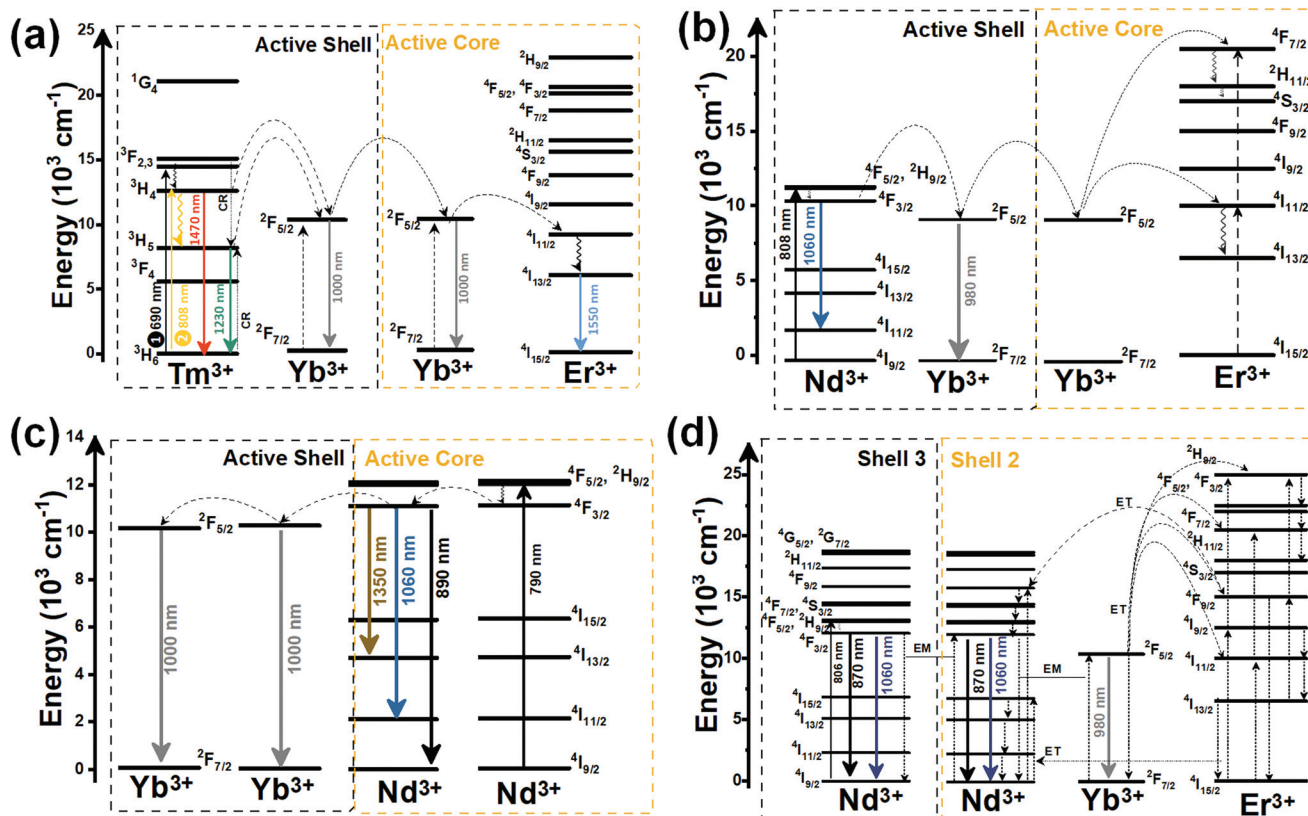 (a)
Energy (10³ cm⁻¹)
25
20
15
10
5
0
Active Shell
Active Core
¹G₄
³F₂,₃
³H₄
³H₅
³F₄
³H₆
1 690 nm
2 808 nm
1470 nm
1230 nm
CR
CR
Tm³⁺
²F₅/₂
²F₇/₂
1000 nm
Yb³⁺
²F₅/₂
²F₇/₂
1000 nm
Yb³⁺
²H₉/₂
⁴F₅/₂, ⁴F₃/₂
⁴F₇/₂
²H₁₁/₂
⁴S₃/₂
⁴F₉/₂
⁴I₉/₂
⁴I₁₁/₂
⁴I₁₃/₂
⁴I₁₅/₂
1550 nm
Er³⁺
(b)
Energy (10³ cm⁻¹)
20
15
10
5
0
Active Shell
Active Core
⁴F₅/₂, ²H₉/₂
⁴F₃/₂
⁴I₁₅/₂
⁴I₁₃/₂
⁴I₁₁/₂
⁴I₉/₂
808 nm
1060 nm
Nd³⁺
²F₅/₂
²F₇/₂
980 nm
Yb³⁺
²F₅/₂
²F₇/₂
Yb³⁺
⁴F₇/₂
²H₁₁/₂
⁴S₃/₂
⁴F₉/₂
⁴I₉/₂
⁴I₁₁/₂
⁴I₁₃/₂
⁴I₁₅/₂
Er³⁺
(c)
Energy (10³ cm⁻¹)
14
12
10
8
6
4
2
0
Active Shell
Active Core
²F₅/₂
²F₇/₂
1000 nm
1000 nm
Yb³⁺
Yb³⁺
1350 nm
1060 nm
890 nm
790 nm
⁴F₅/₂, ²H₉/₂
⁴F₃/₂
⁴I₁₅/₂
⁴I₁₃/₂
⁴I₁₁/₂
⁴I₉/₂
Nd³⁺
Nd³⁺
(d)
Energy (10³ cm⁻¹)
25
20
15
10
5
0
Shell 3
Shell 2
⁴G₅/₂, ²G₇/₂
²H₁₁/₂
⁴F₉/₂
⁴F₇/₂, ⁴S₃/₂
⁴F₅/₂, ²H₉/₂
⁴F₃/₂
⁴I₁₅/₂
⁴I₁₃/₂
⁴I₁₁/₂
⁴I₉/₂
806 nm
870 nm
1060 nm
EM
Nd³⁺
870 nm
1060 nm
EM
ET
ET
ET
Nd³⁺
²F₅/₂
²F₇/₂
980 nm
Yb³⁺
²H₉/₂
⁴F₅/₂, ⁴F₃/₂
⁴F₇/₂
²H₁₁/₂
⁴S₃/₂
⁴F₉/₂
⁴I₉/₂
⁴I₁₁/₂
⁴I₁₃/₂
⁴I₁₅/₂
Er³⁺